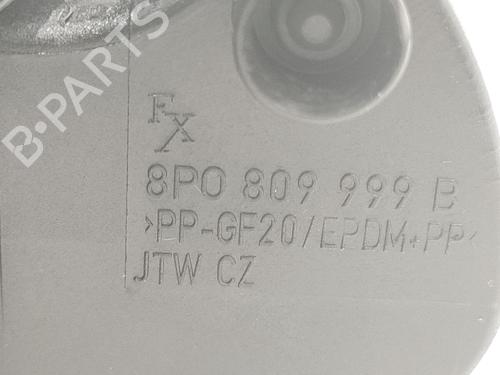 B-PARTS
FX
8P0 809 999 B
>PP-GF20/EPDM+PP<
JTW CZ